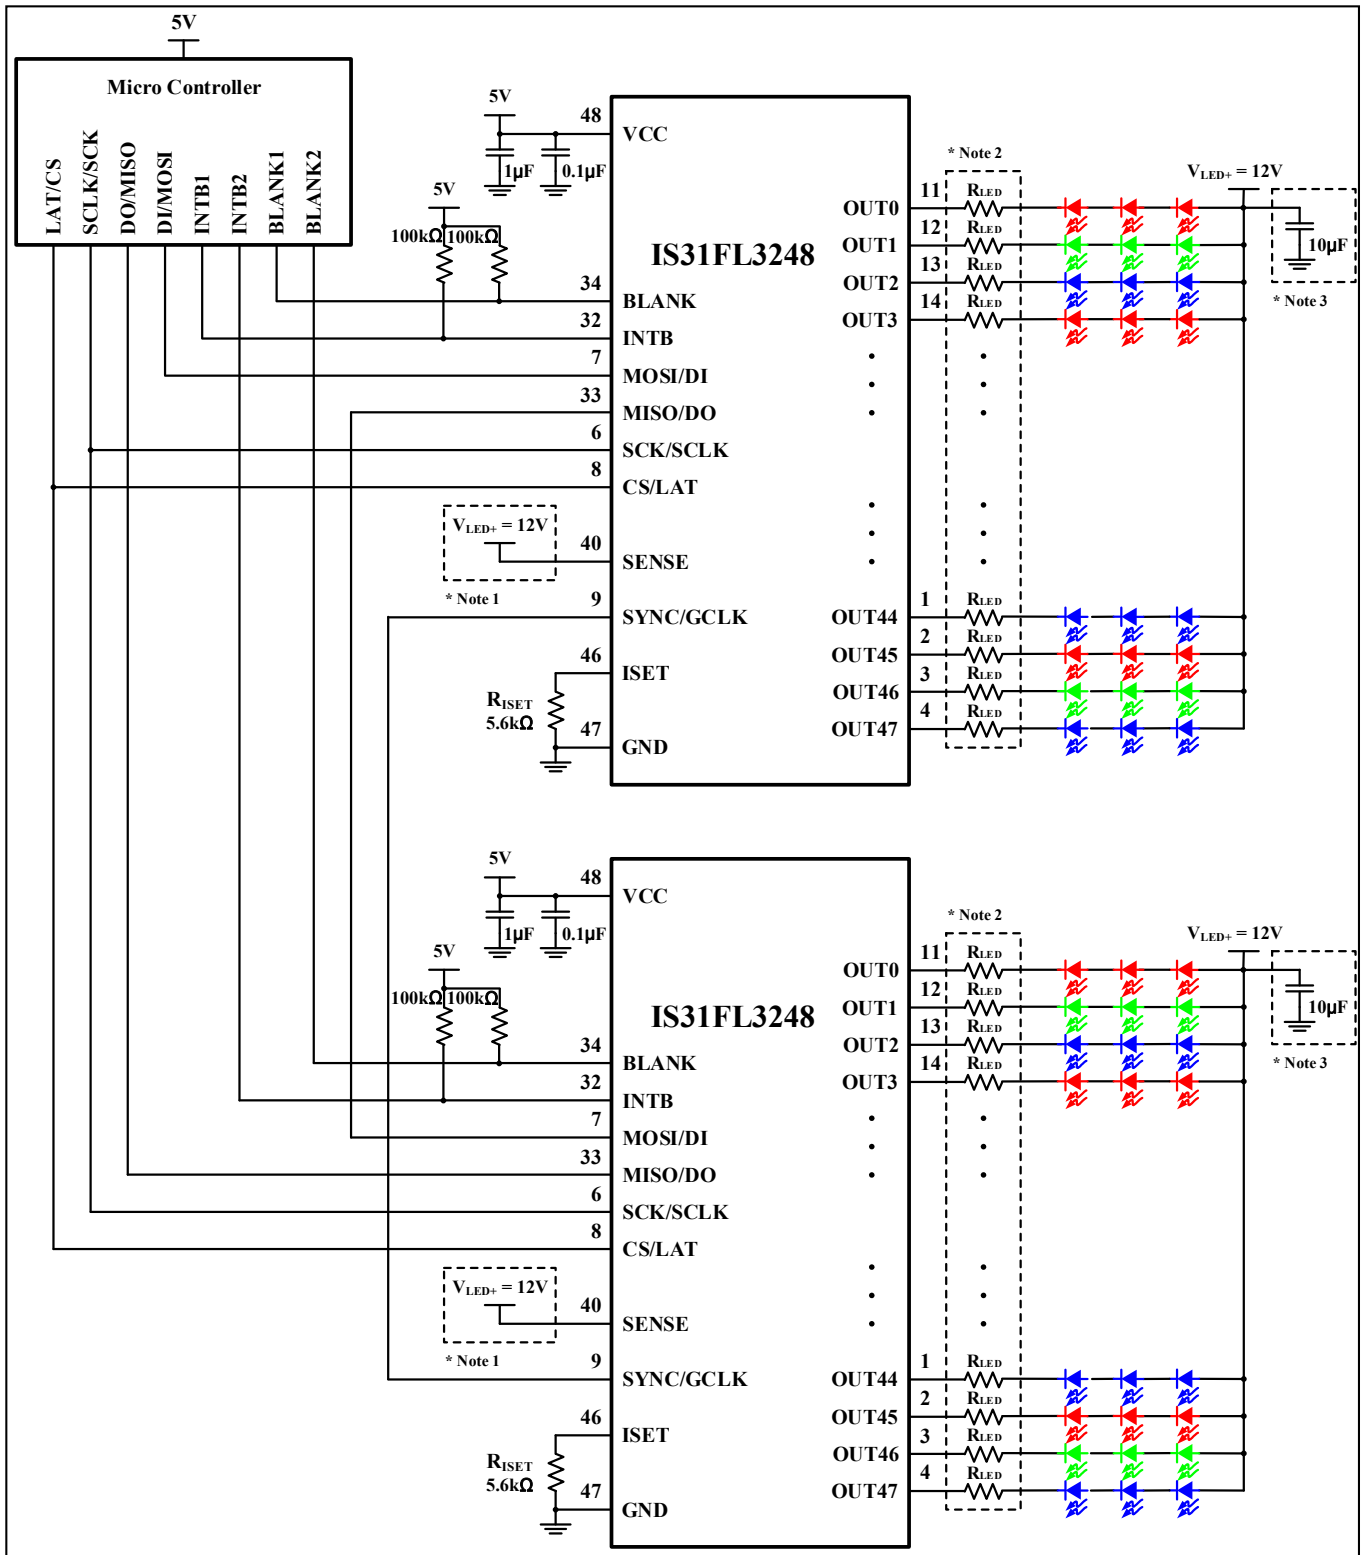 5V
Micro Controller
LAT/CS
SCLK/SCK
DO/MISO
DI/MOSI
INTB1
INTB2
BLANK1
BLANK2
5V
1µF
0.1µF
5V
100kΩ
100kΩ
48
VCC
34
BLANK
32
INTB
7
MOSI/DI
33
MISO/DO
6
SCK/SCLK
8
CS/LAT
VLED+ = 12V
* Note 1
40
SENSE
9
SYNC/GCLK
46
ISET
RISET
5.6kΩ
47
GND
IS31FL3248
* Note 2
OUT0
11
RLED
OUT1
12
RLED
OUT2
13
RLED
OUT3
14
RLED
OUT44
1
RLED
OUT45
2
RLED
OUT46
3
RLED
OUT47
4
RLED
VLED+ = 12V
10µF
* Note 3
5V
1µF
0.1µF
5V
100kΩ
100kΩ
48
VCC
34
BLANK
32
INTB
7
MOSI/DI
33
MISO/DO
6
SCK/SCLK
8
CS/LAT
VLED+ = 12V
* Note 1
40
SENSE
9
SYNC/GCLK
46
ISET
RISET
5.6kΩ
47
GND
IS31FL3248
* Note 2
OUT0
11
RLED
OUT1
12
RLED
OUT2
13
RLED
OUT3
14
RLED
OUT44
1
RLED
OUT45
2
RLED
OUT46
3
RLED
OUT47
4
RLED
VLED+ = 12V
10µF
* Note 3